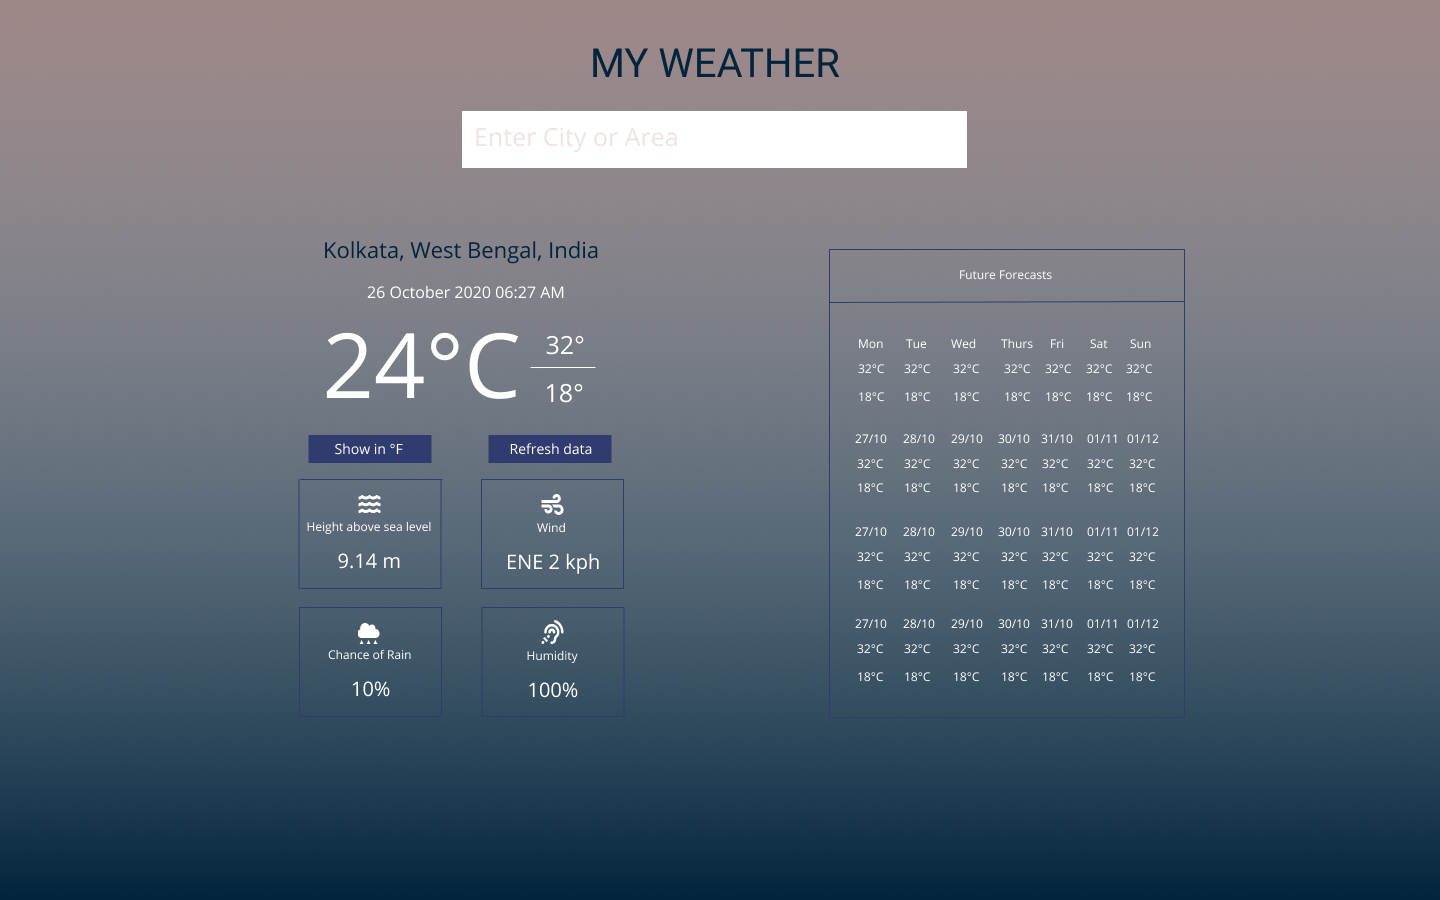 MY WEATHER
Enter City or Area
Kolkata, West Bengal, India
26 October 2020 06:27 AM
24°C
32°
18°
Show in °F
Refresh data
Height above sea level
9.14 m
Wind
ENE 2 kph
Chance of Rain
10%
Humidity
100%
Future Forecasts
Mon Tue Wed Thurs Fri Sat Sun
32°C 32°C 32°C 32°C 32°C 32°C 32°C
18°C 18°C 18°C 18°C 18°C 18°C 18°C
27/10 28/10 29/10 30/10 31/10 01/11 01/12
32°C 32°C 32°C 32°C 32°C 32°C 32°C
18°C 18°C 18°C 18°C 18°C 18°C 18°C
27/10 28/10 29/10 30/10 31/10 01/11 01/12
32°C 32°C 32°C 32°C 32°C 32°C 32°C
18°C 18°C 18°C 18°C 18°C 18°C 18°C
27/10 28/10 29/10 30/10 31/10 01/11 01/12
32°C 32°C 32°C 32°C 32°C 32°C 32°C
18°C 18°C 18°C 18°C 18°C 18°C 18°C